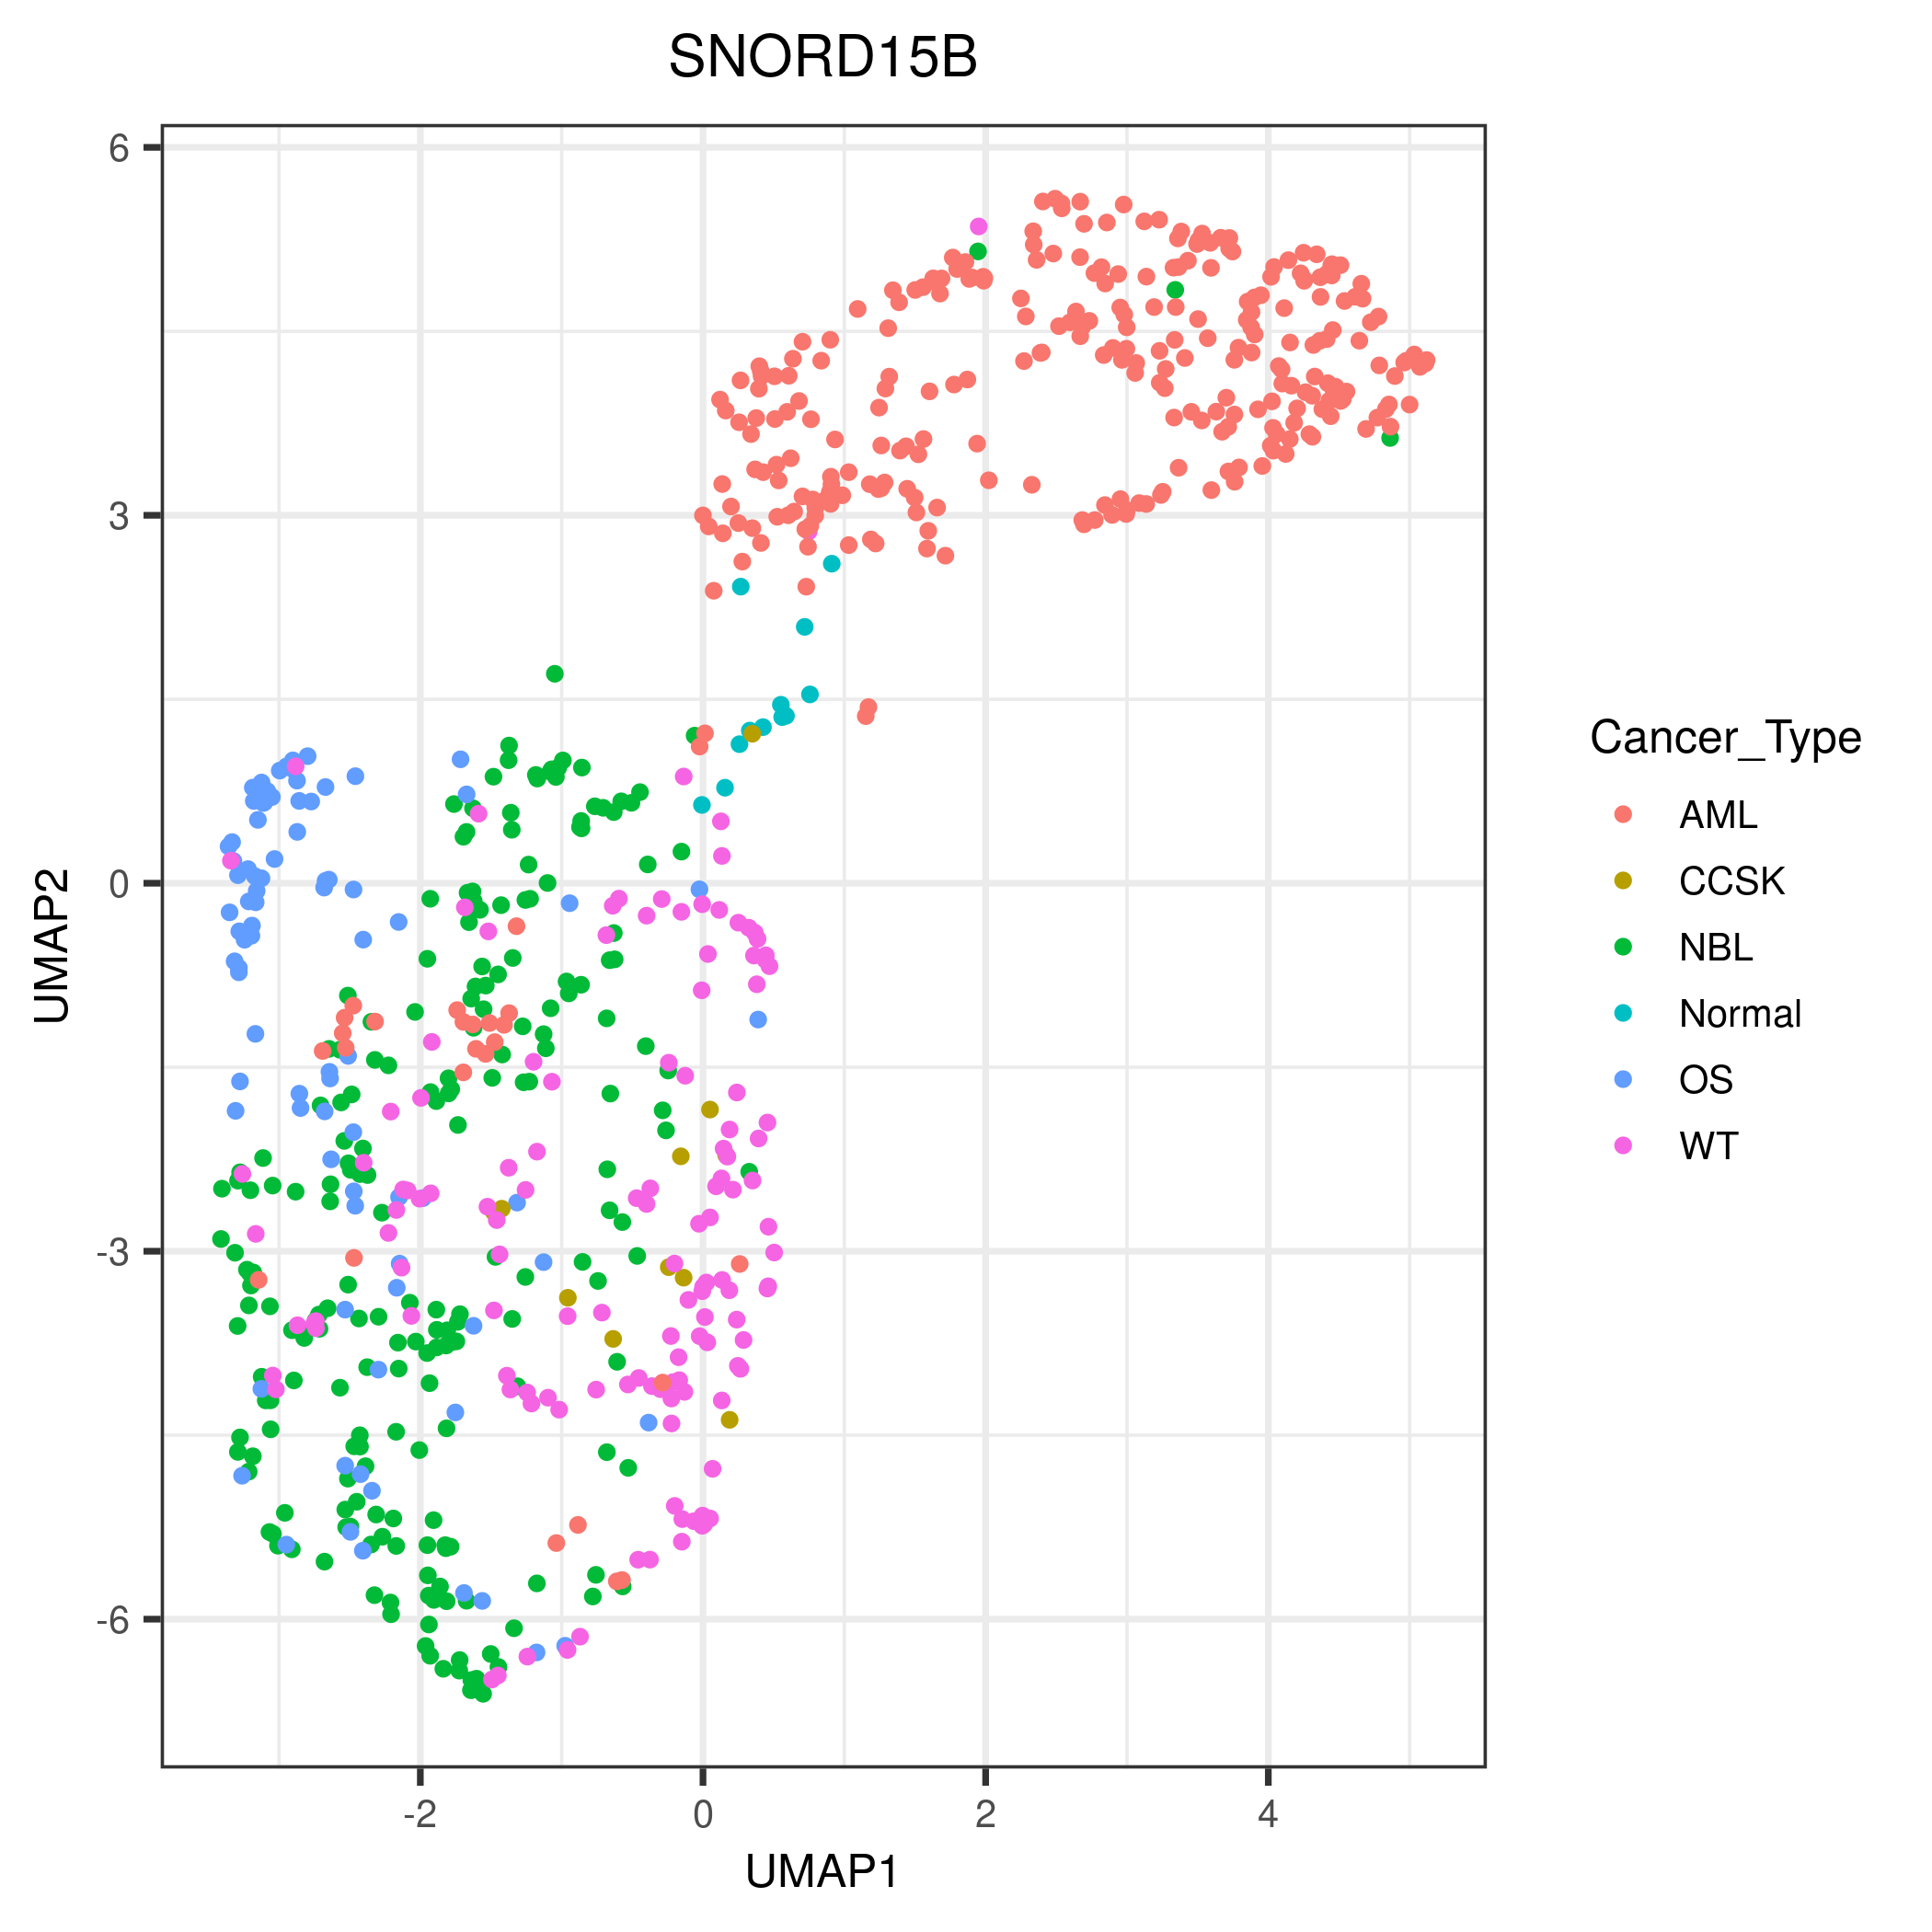 SNORD15B
6
3
0
-3
-6
UMAP2
-2
0
2
4
UMAP1
Cancer_Type
AML
CCSK
NBL
Normal
OS
WT